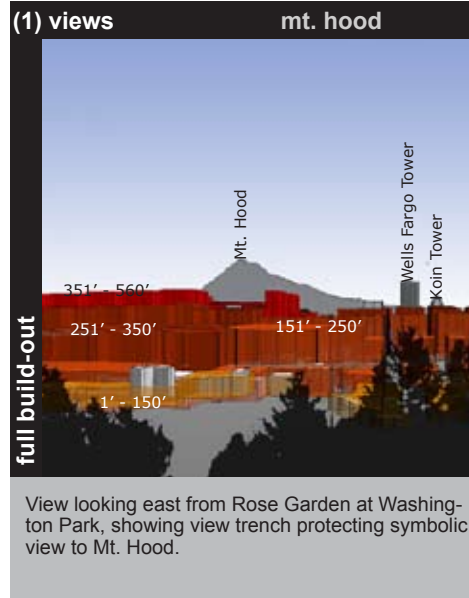 (1) views
mt. hood
Mt. Hood
Wells Fargo Tower
Koin Tower
351' - 560'
251' - 350'
151' - 250'
1' - 150'
full build-out
View looking east from Rose Garden at Washing-
ton Park, showing view trench protecting symbolic
view to Mt. Hood.